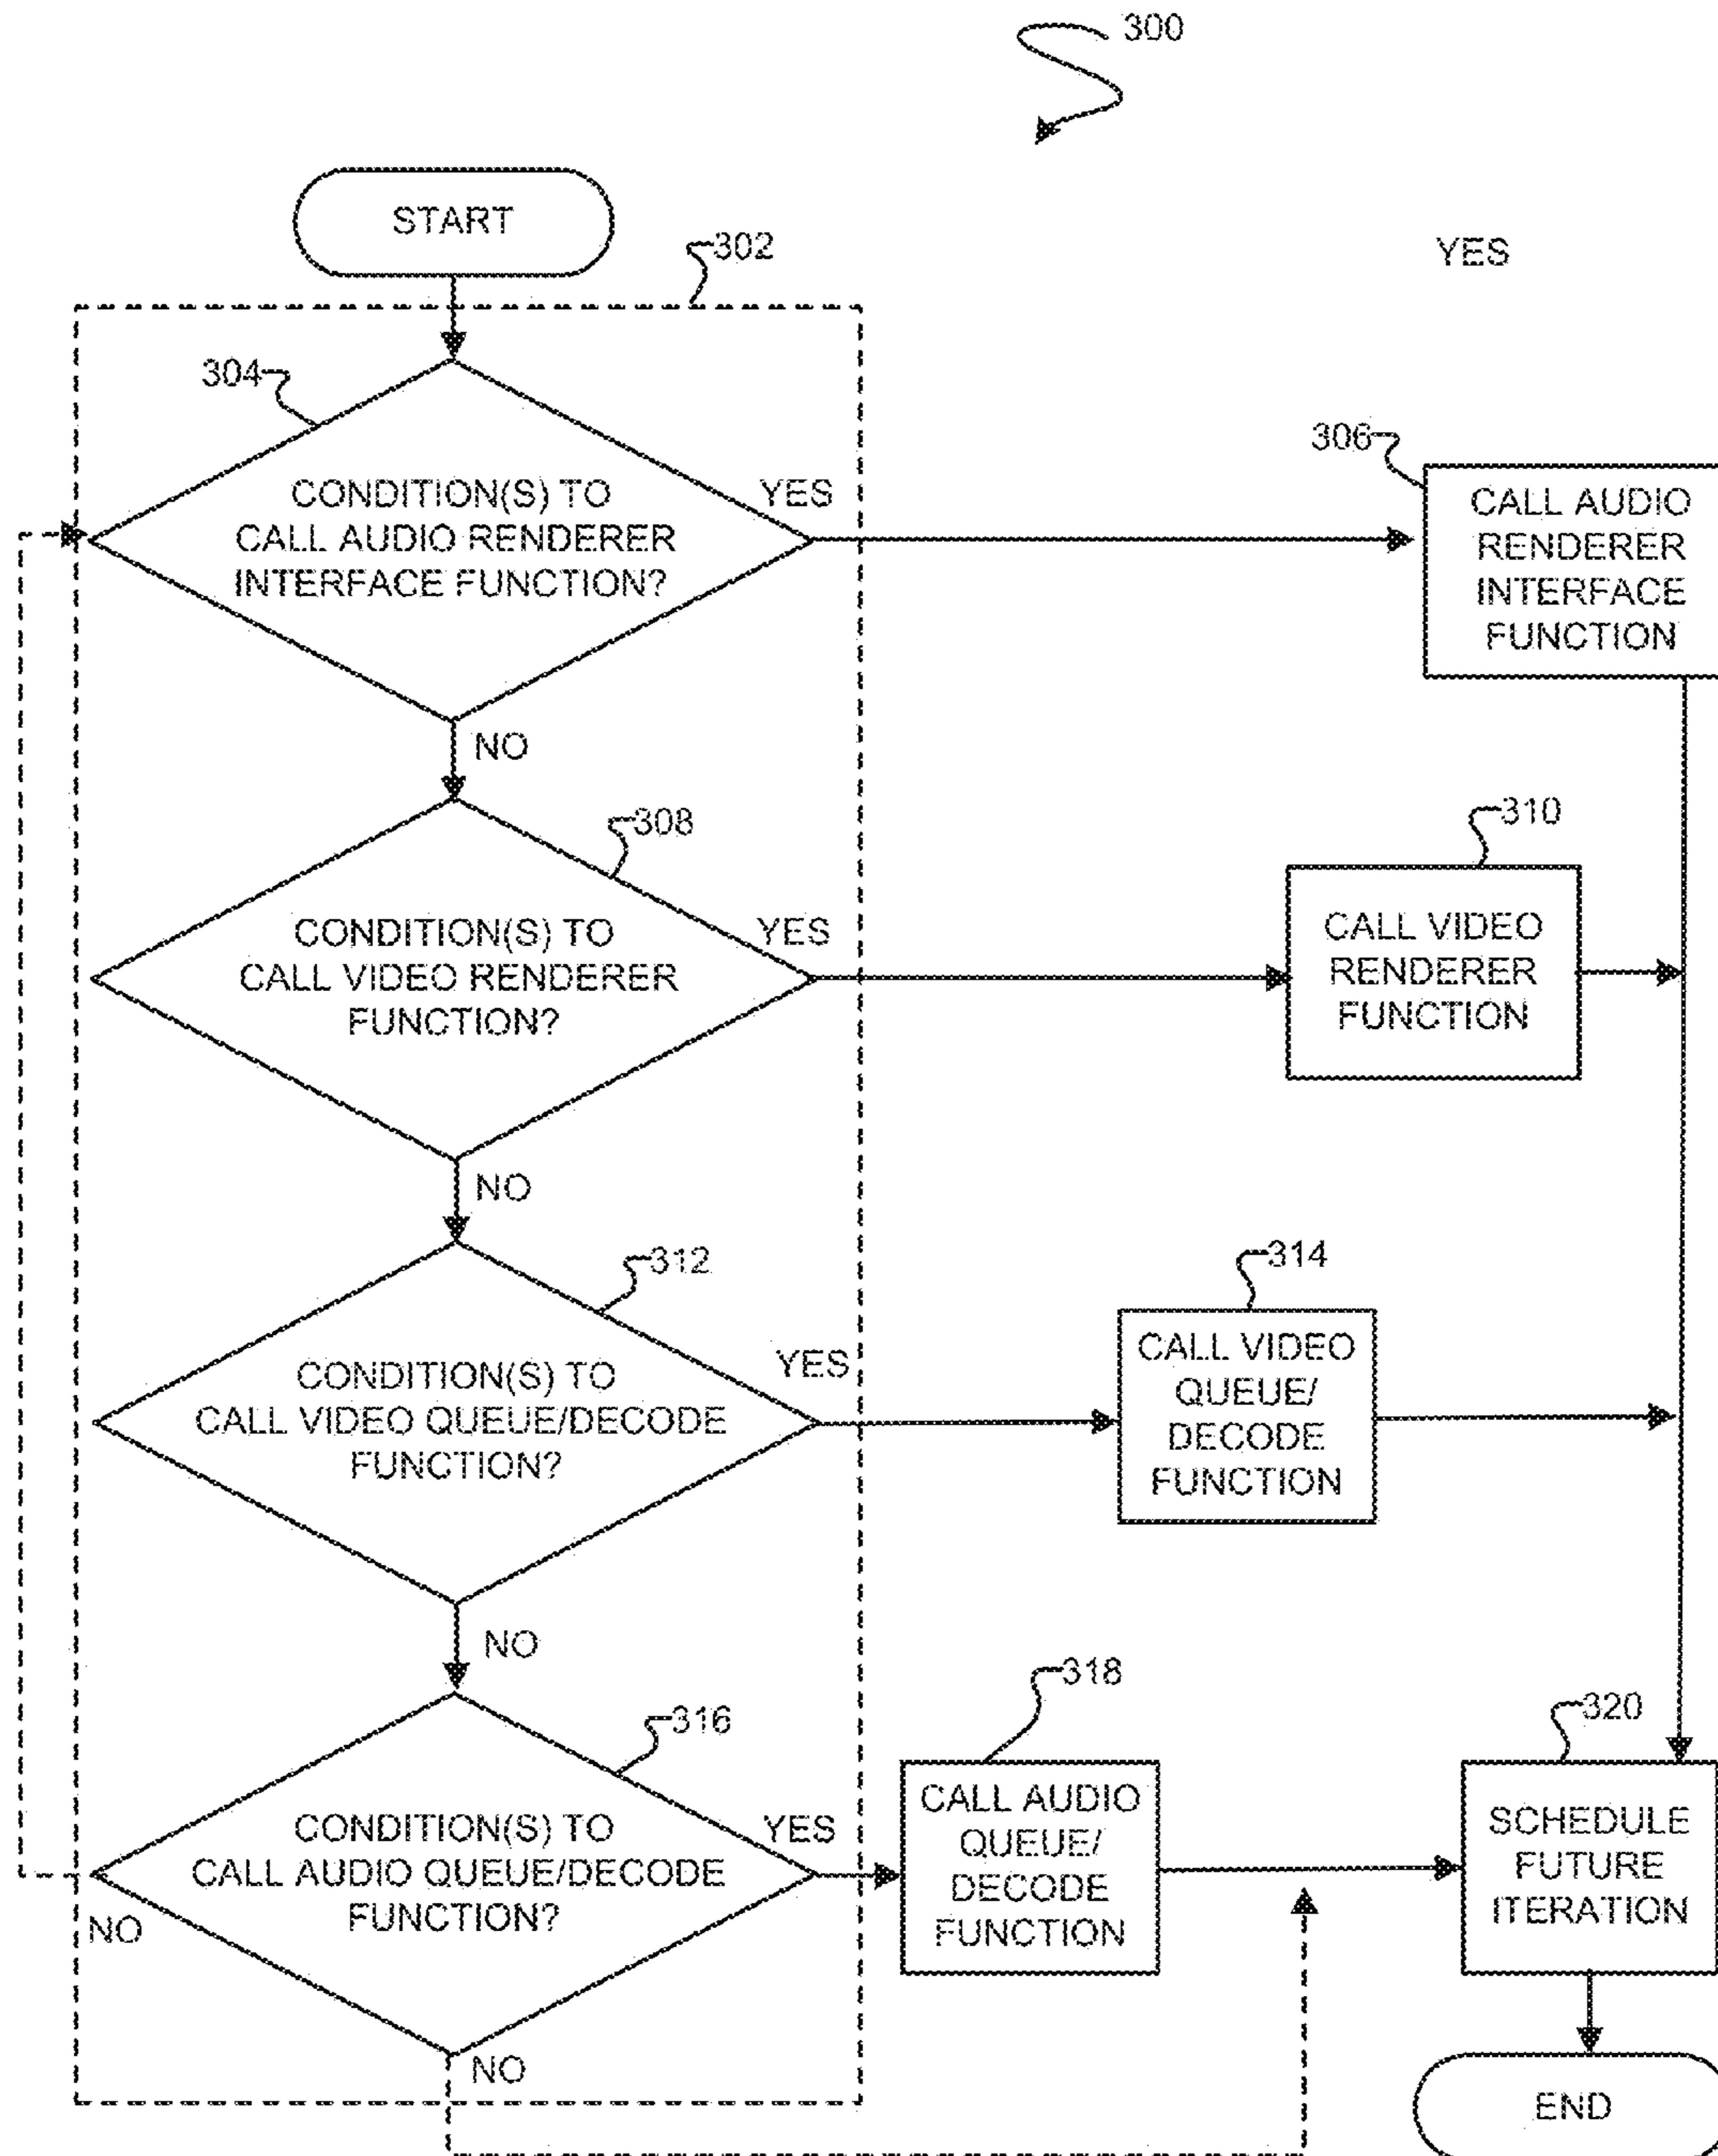 300
START
302
YES
304
CONDITION(S) TO
CALL AUDIO RENDERER
INTERFACE FUNCTION?
YES
306
CALL AUDIO
RENDERER
INTERFACE
FUNCTION
NO
308
CONDITION(S) TO
CALL VIDEO RENDERER
FUNCTION?
YES
310
CALL VIDEO
RENDERER
FUNCTION
NO
312
CONDITION(S) TO
CALL VIDEO QUEUE/DECODE
FUNCTION?
YES
314
CALL VIDEO
QUEUE/
DECODE
FUNCTION
NO
316
CONDITION(S) TO
CALL AUDIO QUEUE/DECODE
FUNCTION?
YES
NO
NO
318
CALL AUDIO
QUEUE/
DECODE
FUNCTION
320
SCHEDULE
FUTURE
ITERATION
END